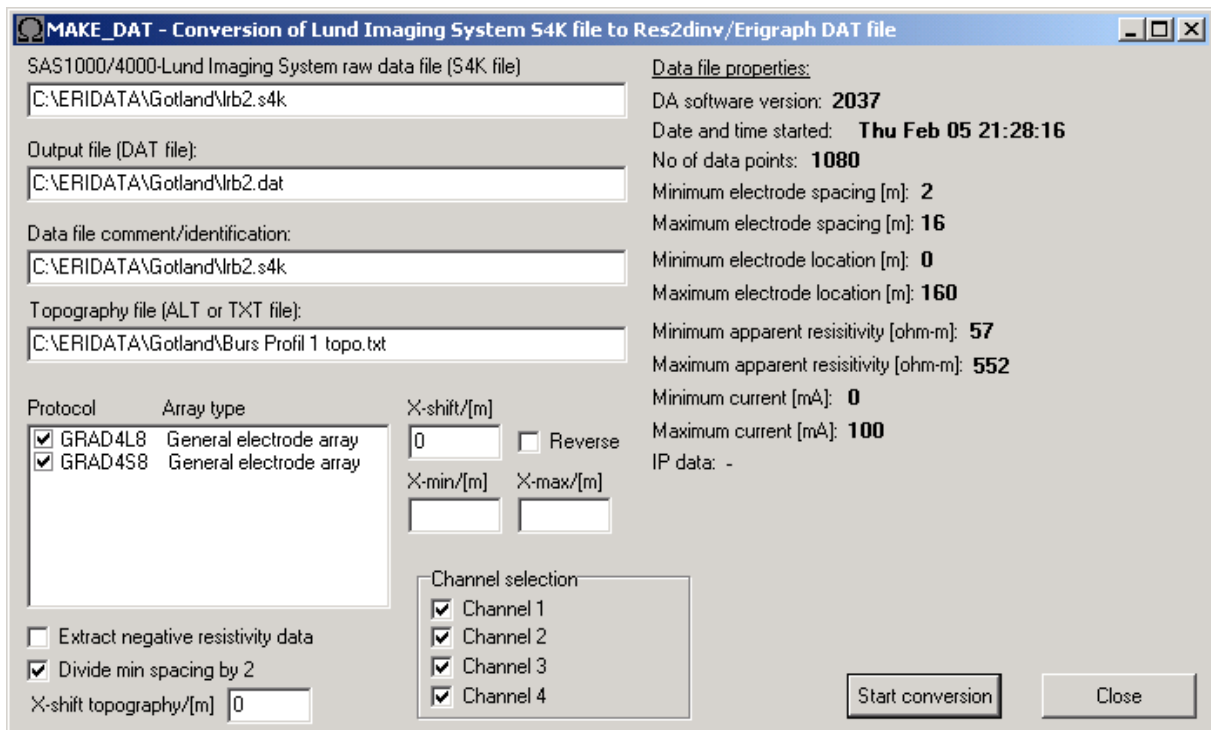 MAKE_DAT - Conversion of Lund Imaging System S4K file to Res2dinv/Erigraph DAT file
SAS1000/4000-Lund Imaging System raw data file (S4K file)
C:\ERIDATA\Gotland\lrb2.s4k
Output file (DAT file):
C:\ERIDATA\Gotland\lrb2.dat
Data file comment/identification:
C:\ERIDATA\Gotland\lrb2.s4k
Topography file (ALT or TXT file):
C:\ERIDATA\Gotland\Burs Profil 1 topo.txt
Protocol Array type
GRAD4L8 General electrode array
GRAD4S8 General electrode array
X-shift/[m]
0
Reverse
X-min/[m] X-max/[m]
Extract negative resistivity data
Divide min spacing by 2
X-shift topography/[m] 0
Channel selection
Channel 1
Channel 2
Channel 3
Channel 4
Data file properties:
DA software version: 2037
Date and time started: Thu Feb 05 21:28:16
No of data points: 1080
Minimum electrode spacing [m]: 2
Maximum electrode spacing [m]: 16
Minimum electrode location [m]: 0
Maximum electrode location [m]: 160
Minimum apparent resisitivity [ohm-m]: 57
Maximum apparent resisitivity [ohm-m]: 552
Minimum current [mA]: 0
Maximum current [mA]: 100
IP data: -
Start conversion
Close